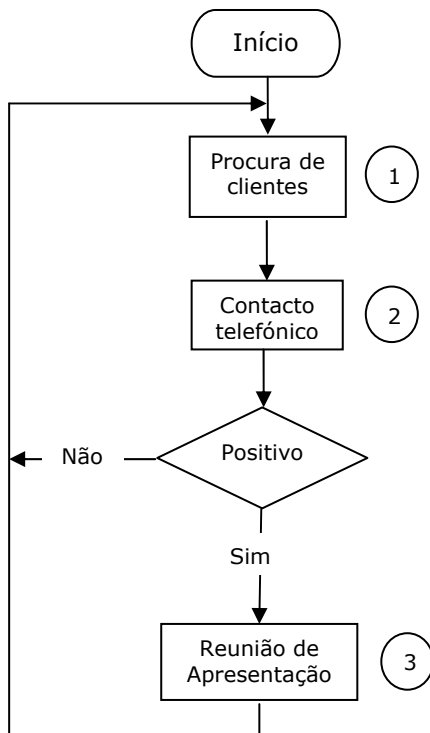 Início
Procura de
clientes
1
Contacto
telefónico
2
Positivo
Não
Sim
Reunião de
Apresentação
3